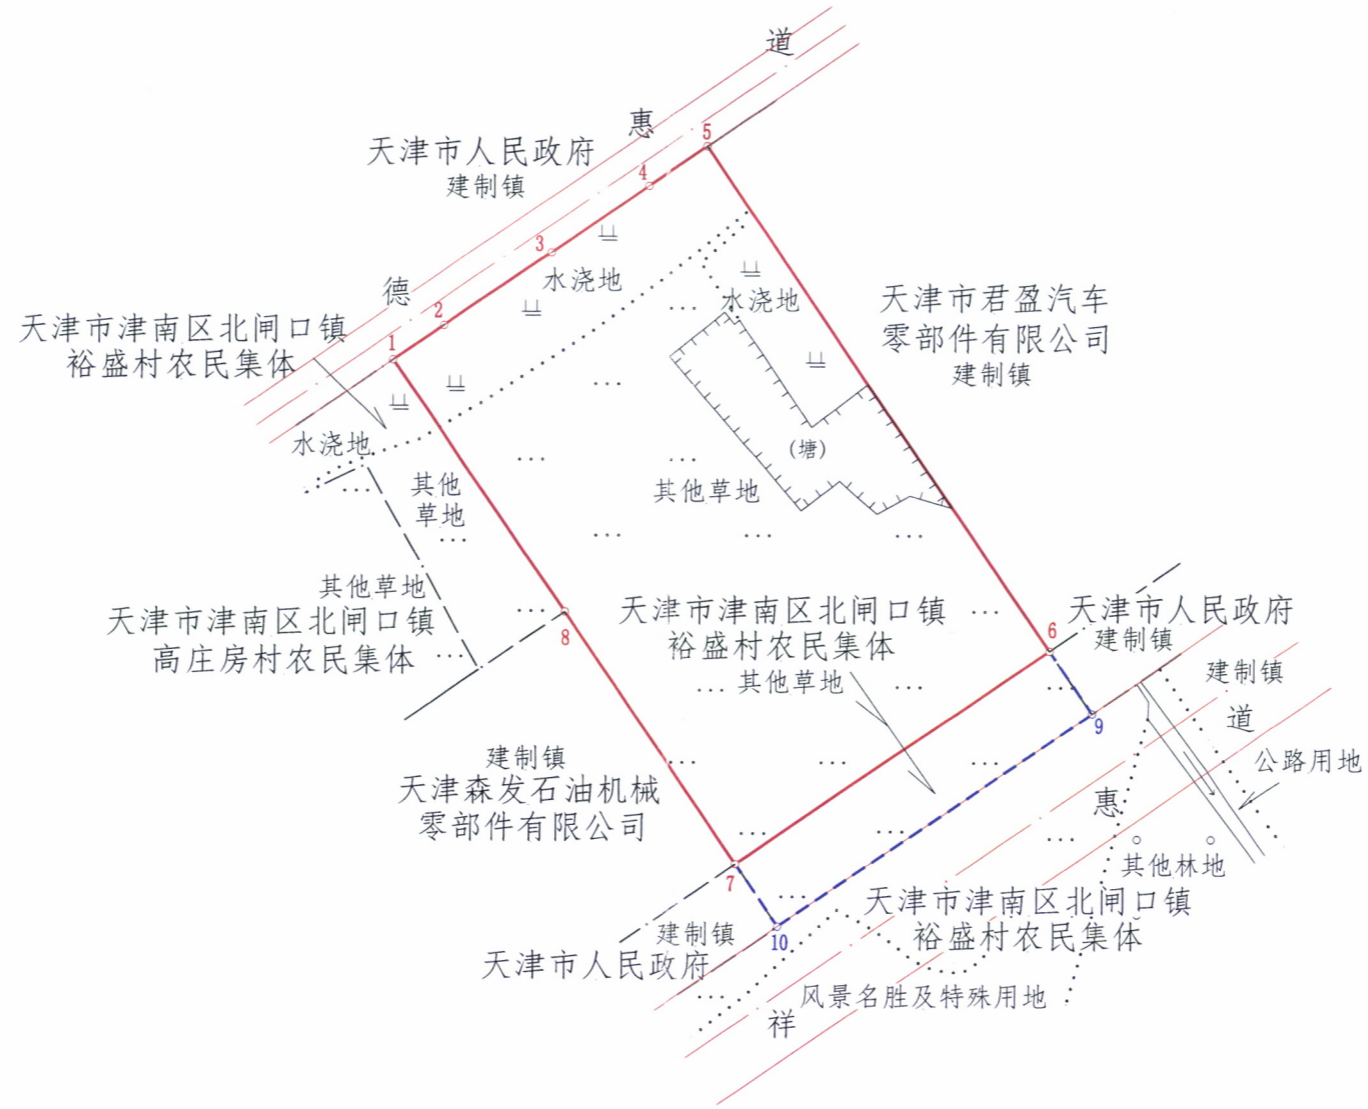 道
惠
5
天津市人民政府
建制镇
4
3
水浇地
德
2
天津市津南区北闸口镇
裕盛村农民集体
1
水浇地
天津市君盈汽车
零部件有限公司
建制镇
水浇地
(塘)
其他
草地
其他草地
其他草地
天津市津南区北闸口镇
高庄房村农民集体
8
天津市津南区北闸口镇
裕盛村农民集体
其他草地
6
天津市人民政府
建制镇
建制镇
道
9
公路用地
建制镇
天津森发石油机械
零部件有限公司
惠
其他林地
7
天津市津南区北闸口镇
裕盛村农民集体
建制镇
10
天津市人民政府
风景名胜及特殊用地
祥